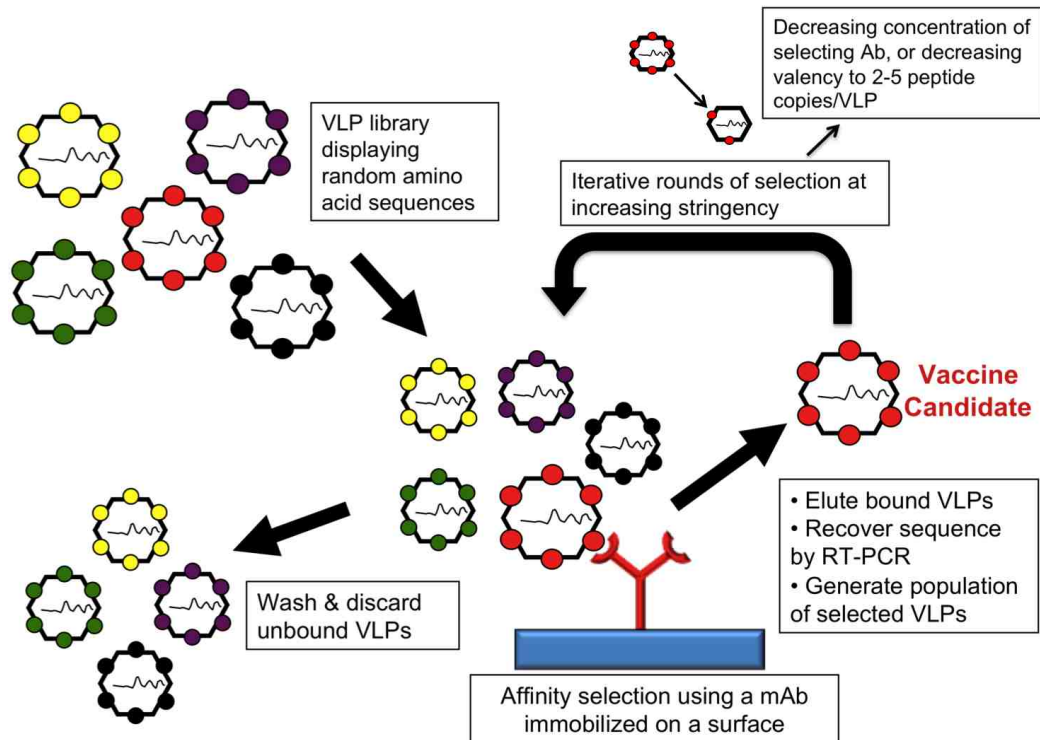 VLP library
displaying
random amino
acid sequences
Decreasing concentration of
selecting Ab, or decreasing
valency to 2-5 peptide
copies/VLP
Iterative rounds of selection at
increasing stringency
Vaccine
Candidate
• Elute bound VLPs
• Recover sequence
by RT-PCR
• Generate population
of selected VLPs
Wash & discard
unbound VLPs
Affinity selection using a mAb
immobilized on a surface